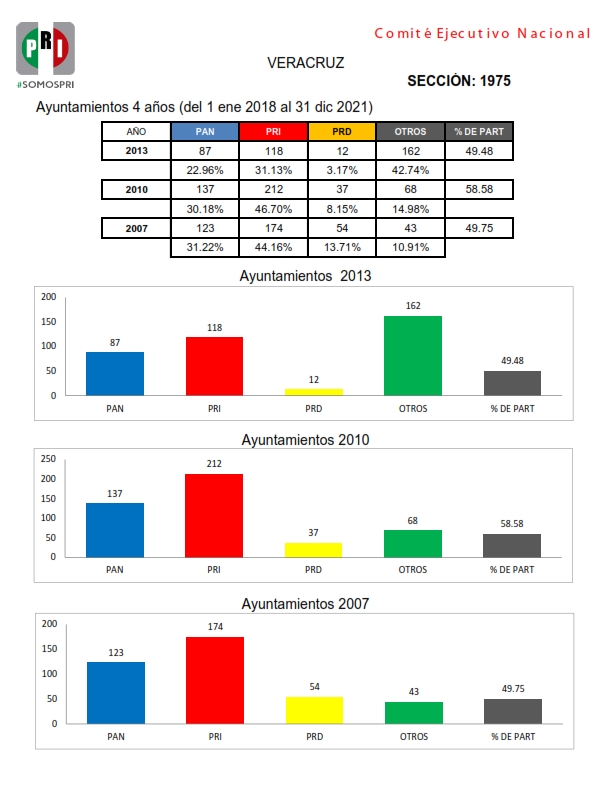 Comité Ejecutivo Nacional
PRI
#SOMOSPRI
VERACRUZ
SECCIÓN: 1975
Ayuntamientos 4 años (del 1 ene 2018 al 31 dic 2021)
AÑO PAN PRI PRD OTROS % DE PART
2013 87 118 12 162 49.48
22.96% 31.13% 3.17% 42.74%
2010 137 212 37 68 58.58
30.18% 46.70% 8.15% 14.98%
2007 123 174 54 43 49.75
31.22% 44.16% 13.71% 10.91%
Ayuntamientos 2013
200
150
100
50
0
87 118 12 162 49.48
PAN PRI PRD OTROS % DE PART
Ayuntamientos 2010
250
200
150
100
50
0
137 212 37 68 58.58
PAN PRI PRD OTROS % DE PART
Ayuntamientos 2007
200
150
100
50
0
123 174 54 43 49.75
PAN PRI PRD OTROS % DE PART